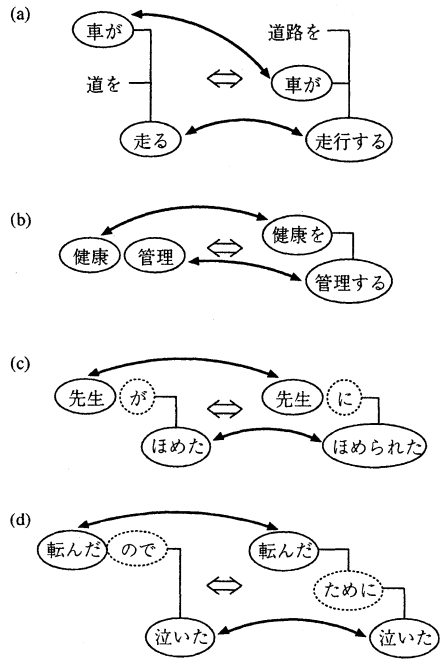 (a)
車が 道路を
道を 車が
走る 走行する
(b)
健康を
健康 管理
管理する
(c)
先生 が 先生 に
ほめた ほめられた
(d)
転んだ ので 転んだ
ために
泣いた 泣いた